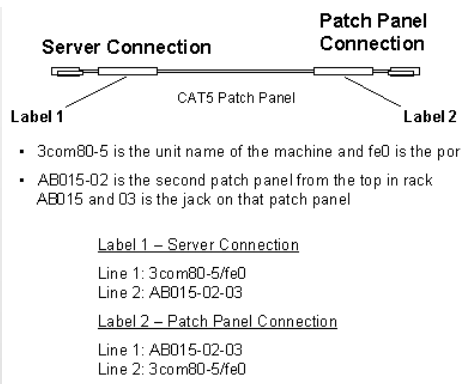 Server Connection
Patch Panel
Connection
CAT5 Patch Panel
Label 1
Label 2
• 3com80-5 is the unit name of the machine and fe0 is the por
• AB015-02 is the second patch panel from the top in rack
AB015 and 03 is the jack on that patch panel
Label 1 – Server Connection
Line 1: 3com80-5/fe0
Line 2: AB015-02-03
Label 2 – Patch Panel Connection
Line 1: AB015-02-03
Line 2: 3com80-5/fe0